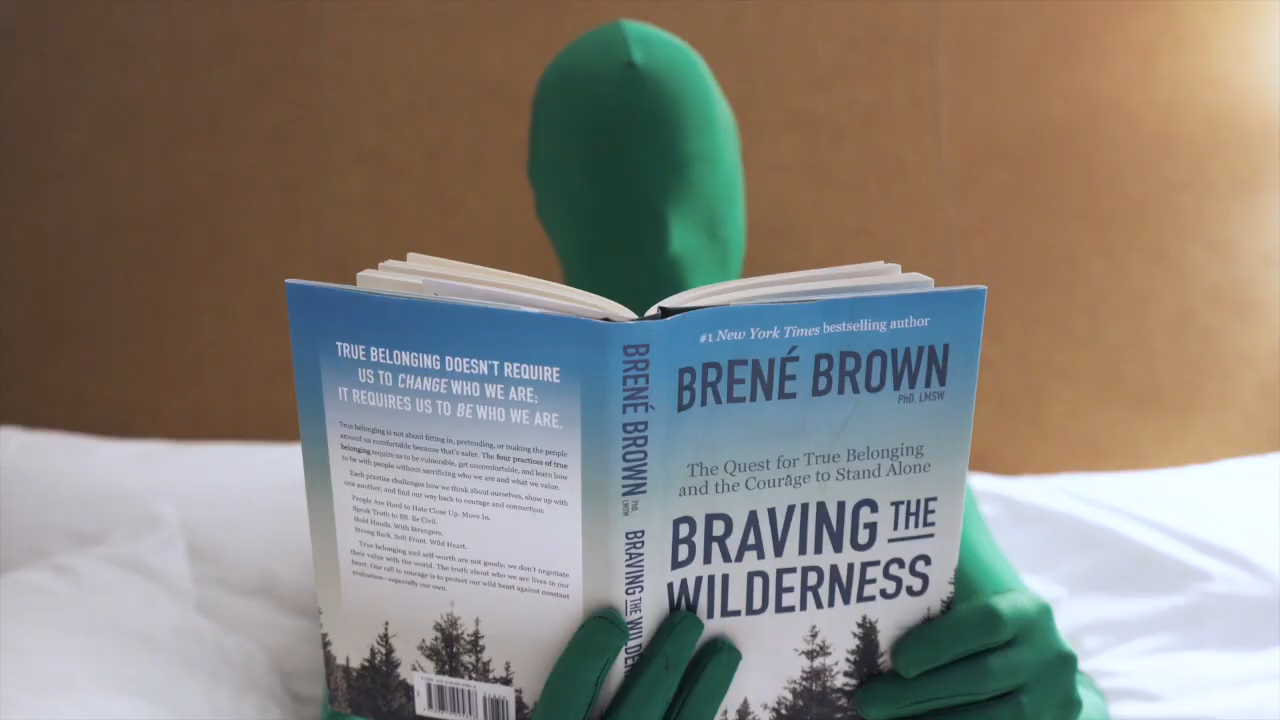 TRUE BELONGING DOESN'T REQUIRE
US TO CHANGE WHO WE ARE;
IT REQUIRES US TO BE WHO WE ARE.
True belonging is not about fitting in, pretending, or making the people
around us comfortable because that's safer. The four practices of true
belonging require us to be vulnerable, get uncomfortable, and learn how
to be with people without sacrificing who we are and what we value.
Each practice challenges how we think about ourselves, show up with
one another, and find our way back to courage and connection:
People Are Hard to Hate Close Up. Move In.
Speak Truth to BS. Be Civil.
Hold Hands. With Strangers.
Strong Back. Soft Front. Wild Heart.
True belonging and self-worth are not goods; we don't negotiate
their value with the world. The truth about who we are lives in our
heart. Our call to courage is to protect our wild heart against constant
evaluation—especially our own.
BRENÉ BROWN
PhD, LMSW
BRAVING THE WILDE
#1 New York Times bestselling author
BRENÉ BROWN
PhD, LMSW
The Quest for True Belonging
and the Courage to Stand Alone
BRAVING THE
WILDERNESS